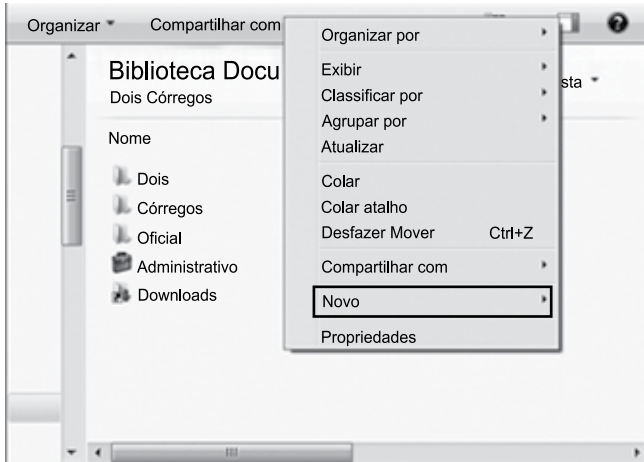 Organizar
Compartilhar com
Biblioteca Docu
Dois Córregos
sta
Nome
Dois
Córregos
Oficial
Administrativo
Downloads
Organizar por
Exibir
Classificar por
Agrupar por
Atualizar
Colar
Colar atalho
Desfazer Mover Ctrl+Z
Compartilhar com
Novo
Propriedades